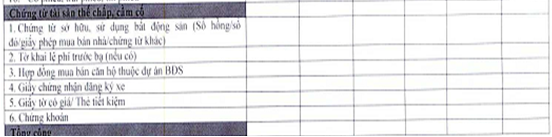 Chứng từ tài sản thế chấp, cầm cố
1. Chứng từ sở hữu, sử dụng bất động sản (Sổ hồng/sổ
đỏ/giấy phép mua bán nhà/chứng từ khác)
2. Tờ khai lệ phí trước bạ (nếu có)
3. Hợp đồng mua bán căn hộ thuộc dự án BĐS
4. Giấy chứng nhận đăng ký xe
5. Giấy tờ có giá/ Thẻ tiết kiệm
6. Chứng khoán
Tổng cộng